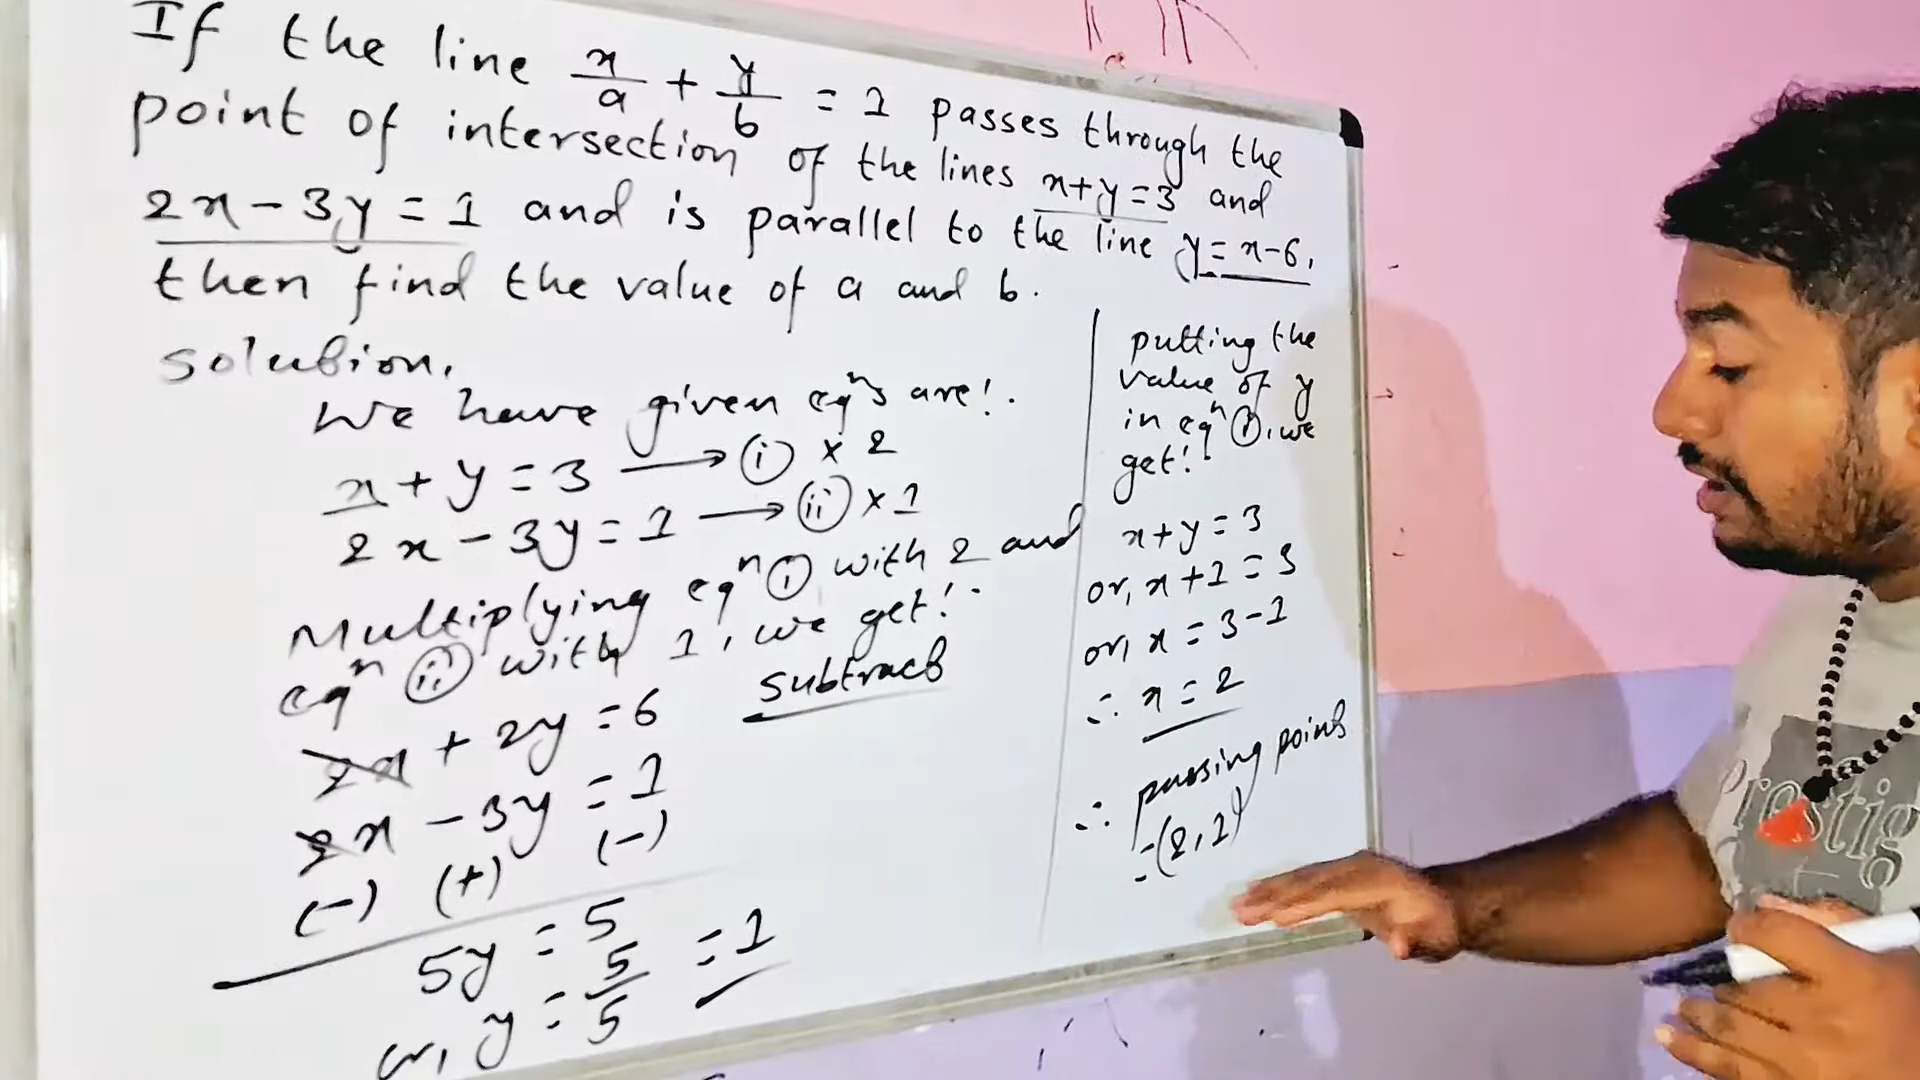 If the line x/a + y/b = 1 passes through the
point of intersection of the lines x+y=3 and
2x-3y=1 and is parallel to the line y=x-6,
then find the value of a and b.
solution,
We have given eqⁿs are:-
x+y=3 → (i) × 2
2x-3y=1 → (ii) × 1
Multiplying eqⁿ (i) with 2 and
eqⁿ (ii) with 1, we get:-
subtract
2x + 2y = 6
2x - 3y = 1
(-) (+) (-)
5y = 5
or, y = 5/5 = 1
putting the
value of y
in eqⁿ (i), we
get:-
x+y=3
or, x+1=3
or, x=3-1
∴ x=2
∴ passing point
=(2,1)